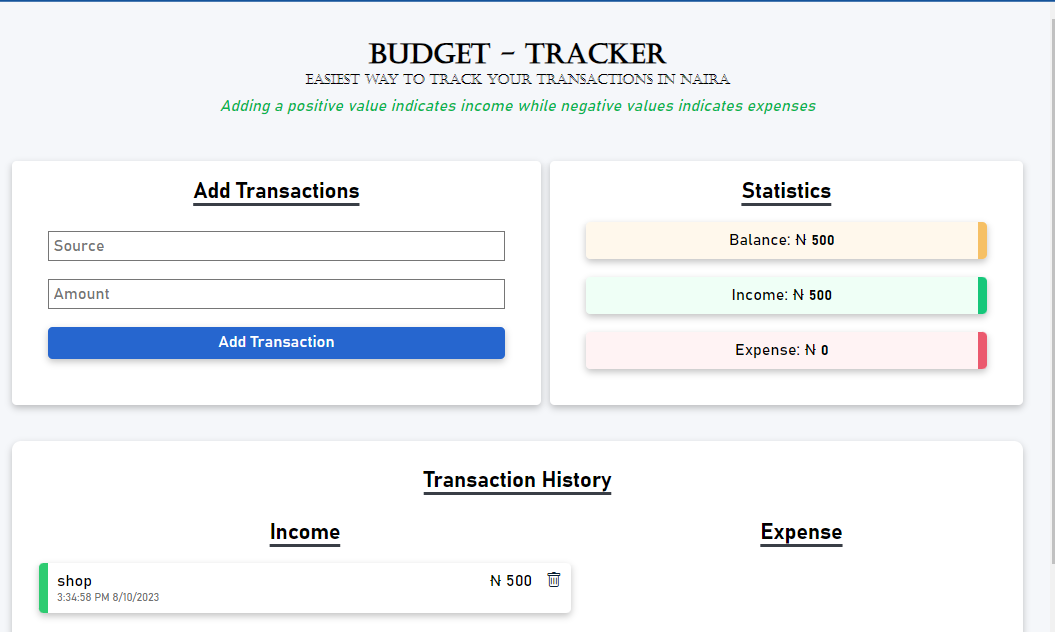 BUDGET - TRACKER
EASIEST WAY TO TRACK YOUR TRANSACTIONS IN NAIRA
Adding a positive value indicates income while negative values indicates expenses
Add Transactions
Source
Amount
Add Transaction
Statistics
Balance: ₦ 500
Income: ₦ 500
Expense: ₦ 0
Transaction History
Income
shop
₦ 500
3:34:58 PM 8/10/2023
Expense